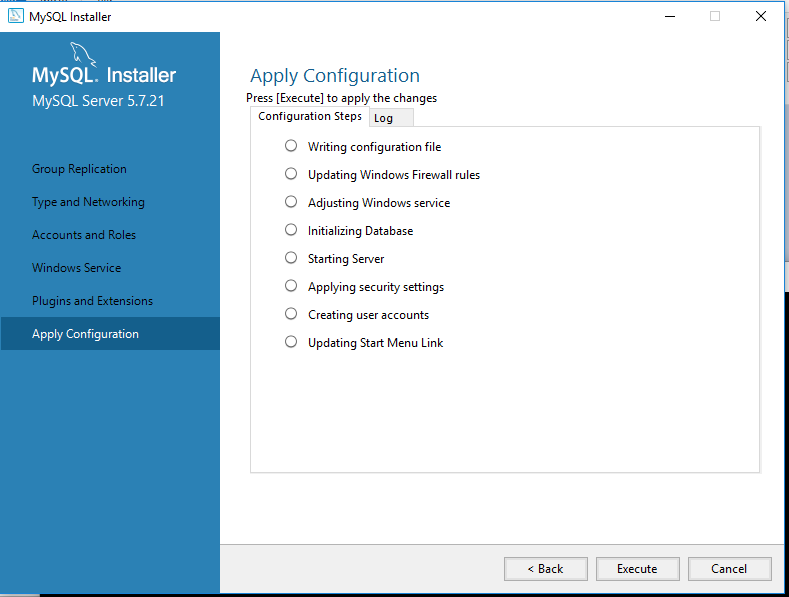 MySQL Installer
MySQL. Installer
MySQL Server 5.7.21
Group Replication
Type and Networking
Accounts and Roles
Windows Service
Plugins and Extensions
Apply Configuration
Apply Configuration
Press [Execute] to apply the changes
Configuration Steps Log
Writing configuration file
Updating Windows Firewall rules
Adjusting Windows service
Initializing Database
Starting Server
Applying security settings
Creating user accounts
Updating Start Menu Link
< Back Execute Cancel